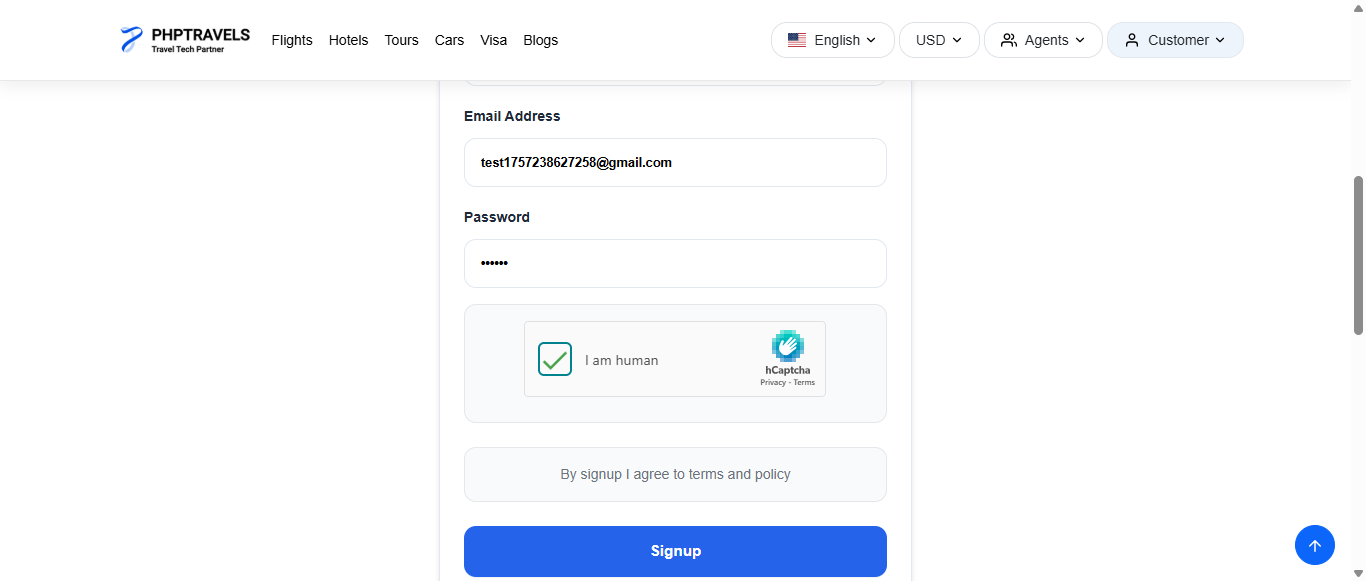 PHPTRAVELS
Travel Tech Partner
Flights Hotels Tours Cars Visa Blogs
English USD Agents Customer
Email Address
test1757238627258@gmail.com
Password
••••••
I am human
hCaptcha
Privacy - Terms
By signup I agree to terms and policy
Signup